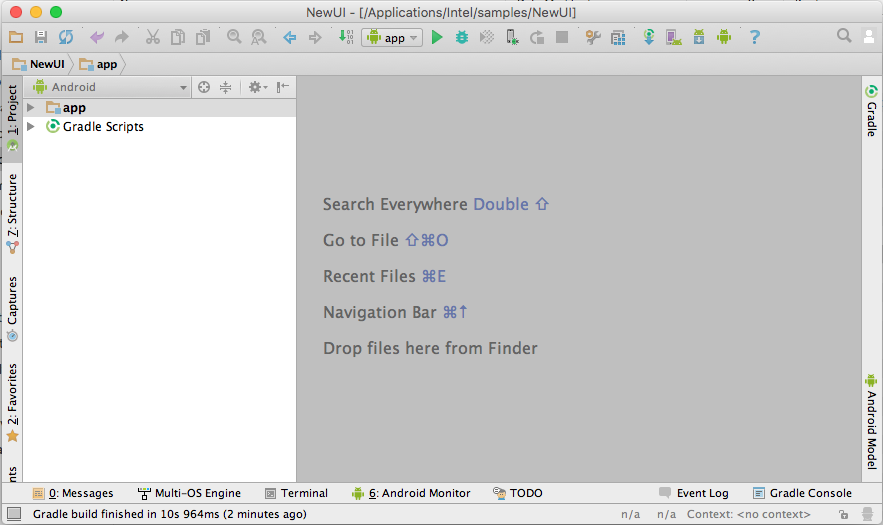 NewUI - [/Applications/Intel/samples/NewUI]
app
NewUI app
Android
1: Project
7: Structure
Captures
2: Favorites
app
Gradle Scripts
Search Everywhere Double ⇧
Go to File ⇧⌘O
Recent Files ⌘E
Navigation Bar ⌘↑
Drop files here from Finder
Gradle
Android Model
0: Messages Multi-OS Engine Terminal 6: Android Monitor TODO Event Log Gradle Console
Gradle build finished in 10s 964ms (2 minutes ago) n/a n/a Context: <no context>